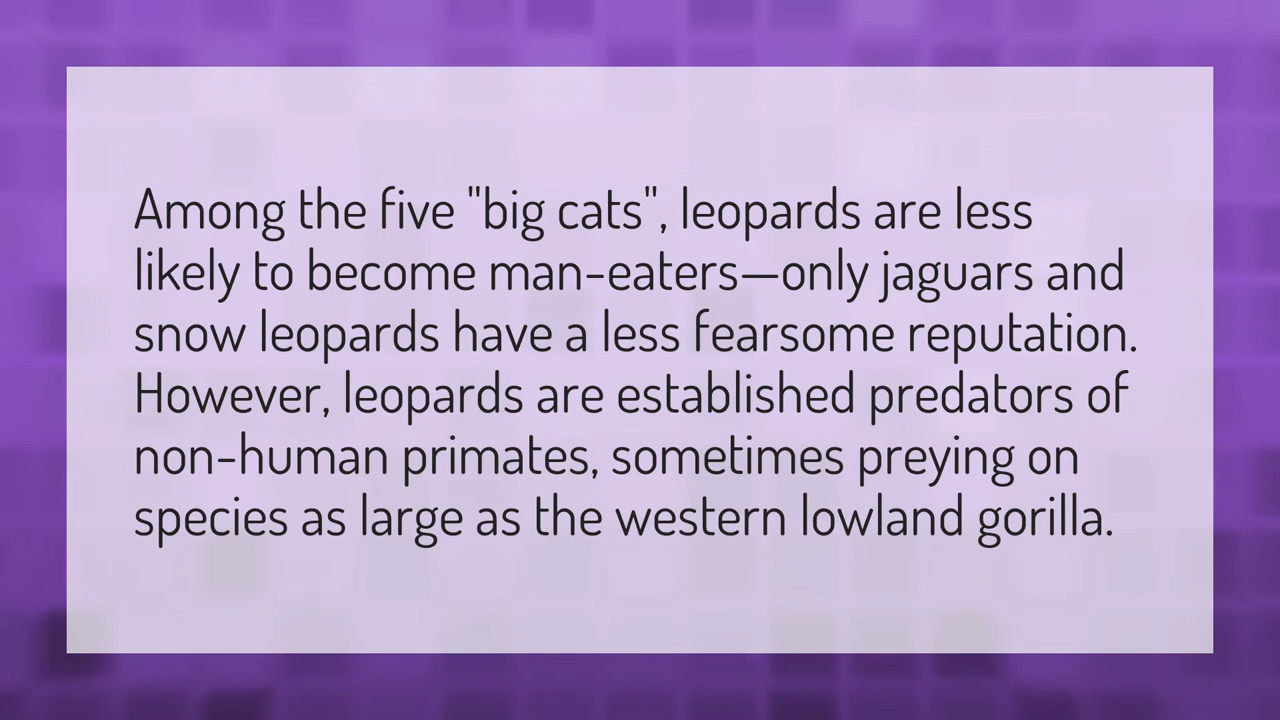 Among the five "big cats", leopards are less
likely to become man-eaters—only jaguars and
snow leopards have a less fearsome reputation.
However, leopards are established predators of
non-human primates, sometimes preying on
species as large as the western lowland gorilla.